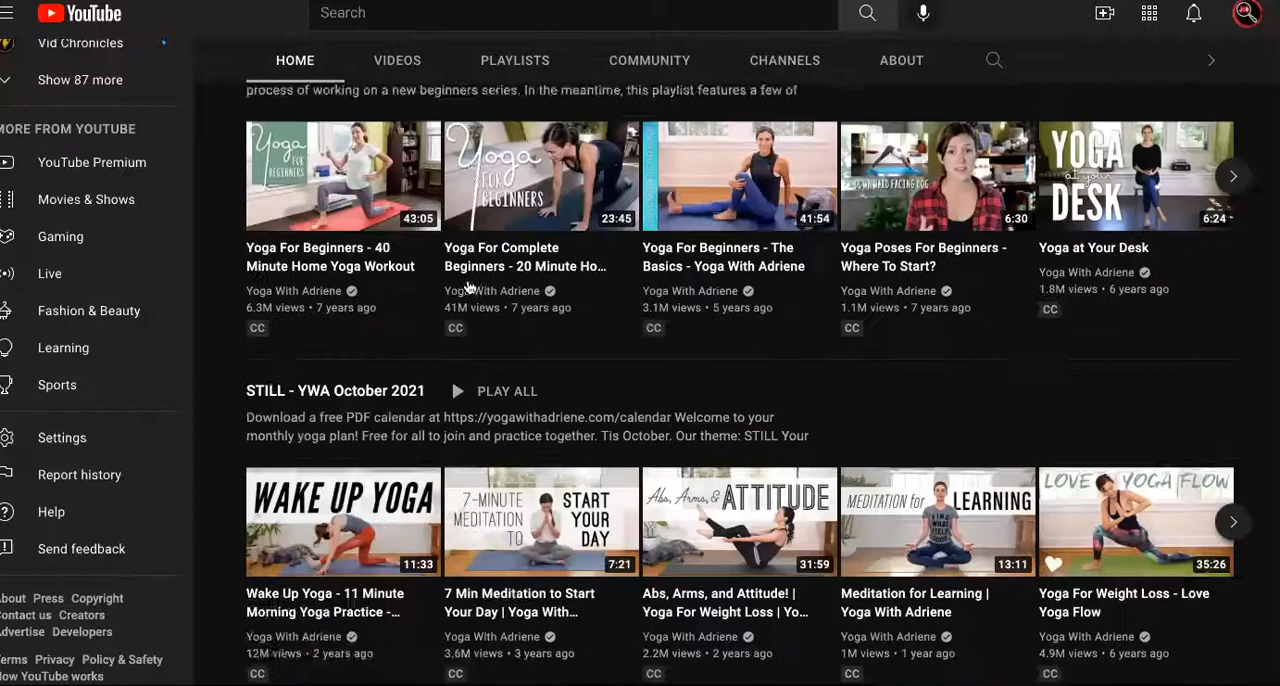 YouTube
Search
Vid Chronicles
Show 87 more
MORE FROM YOUTUBE
YouTube Premium
Movies & Shows
Gaming
Live
Fashion & Beauty
Learning
Sports
Settings
Report history
Help
Send feedback
About Press Copyright
Contact us Creators
Advertise Developers
Terms Privacy Policy & Safety
How YouTube works
HOME VIDEOS PLAYLISTS COMMUNITY CHANNELS ABOUT
process of working on a new beginners series. In the meantime, this playlist features a few of
Yoga
FOR
BEGINNERS
43:05
Yoga For Beginners - 40
Minute Home Yoga Workout
Yoga With Adriene
6.3M views • 7 years ago
CC
Yoga
FOR
BEGINNERS
23:45
Yoga For Complete
Beginners - 20 Minute Ho...
Yoga With Adriene
41M views • 7 years ago
CC
41:54
Yoga For Beginners - The
Basics - Yoga With Adriene
Yoga With Adriene
3.1M views • 5 years ago
CC
DOWNWARD FACING DOG
6:30
Yoga Poses For Beginners -
Where To Start?
Yoga With Adriene
1.1M views • 7 years ago
CC
YOGA
at your
DESK
6:24
Yoga at Your Desk
Yoga With Adriene
1.8M views • 6 years ago
CC
STILL - YWA October 2021 PLAY ALL
Download a free PDF calendar at https://yogawithadriene.com/calendar Welcome to your
monthly yoga plan! Free for all to join and practice together. Tis October. Our theme: STILL Your
WAKE UP YOGA
11:33
Wake Up Yoga - 11 Minute
Morning Yoga Practice -...
Yoga With Adriene
12M views • 2 years ago
CC
7-MINUTE
MEDITATION
TO
START
YOUR
DAY
7:21
7 Min Meditation to Start
Your Day | Yoga With...
Yoga With Adriene
3.6M views • 3 years ago
CC
Abs, Arms, & ATTITUDE
31:59
Abs, Arms, and Attitude! |
Yoga For Weight Loss | Yo...
Yoga With Adriene
2.2M views • 2 years ago
CC
MEDITATION for LEARNING
13:11
Meditation for Learning |
Yoga With Adriene
Yoga With Adriene
1M views • 1 year ago
CC
LOVE YOGA FLOW
35:26
Yoga For Weight Loss - Love
Yoga Flow
Yoga With Adriene
4.9M views • 6 years ago
CC